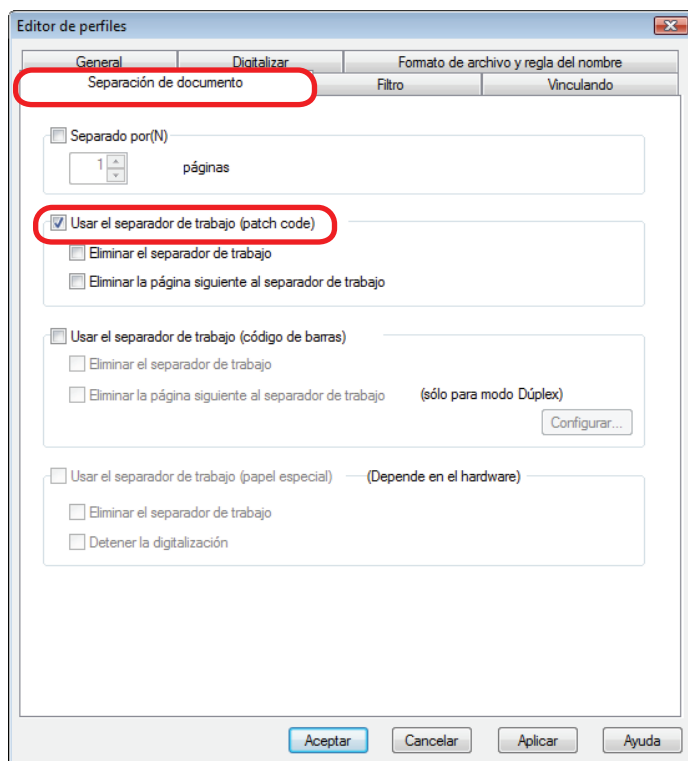 Editor de perfiles
General Digitalizar Formato de archivo y regla del nombre
Separación de documento Filtro Vinculando
Separado por(N)
1 páginas
Usar el separador de trabajo (patch code)
Eliminar el separador de trabajo
Eliminar la página siguiente al separador de trabajo
Usar el separador de trabajo (código de barras)
Eliminar el separador de trabajo
Eliminar la página siguiente al separador de trabajo (sólo para modo Dúplex)
Configurar...
Usar el separador de trabajo (papel especial) (Depende en el hardware)
Eliminar el separador de trabajo
Detener la digitalización
Aceptar Cancelar Aplicar Ayuda